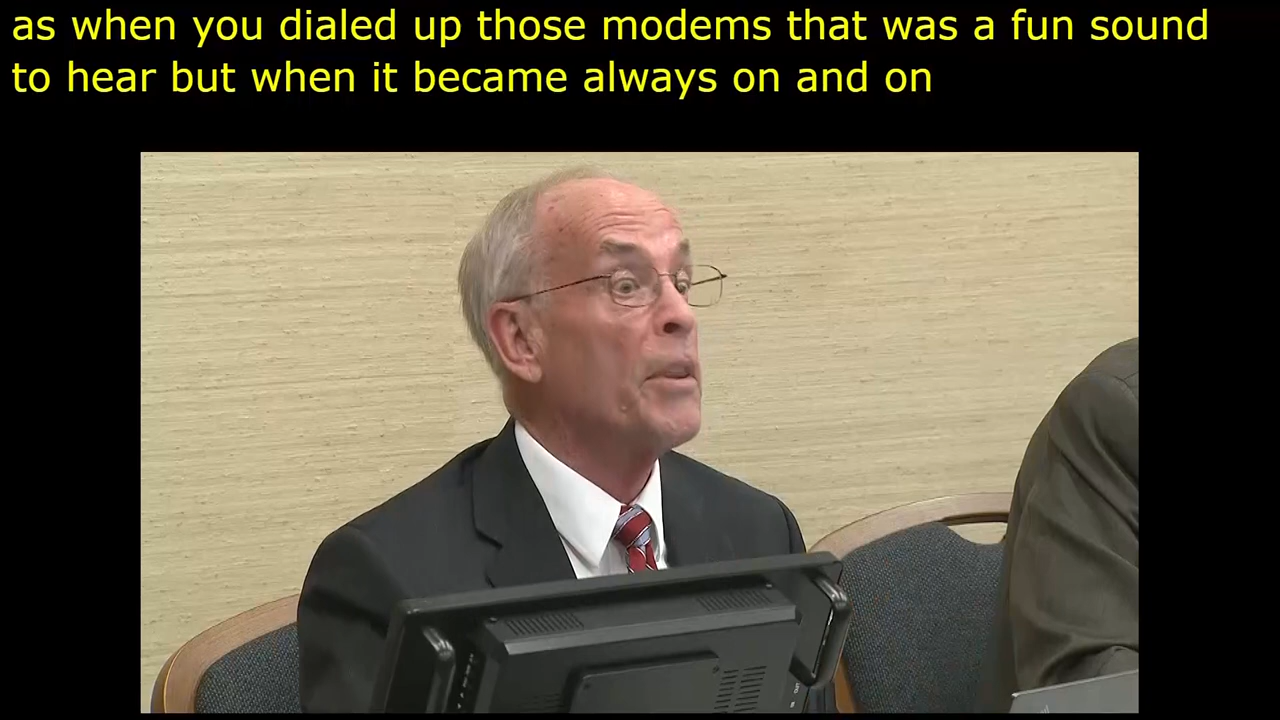 as when you dialed up those modems that was a fun sound
to hear but when it became always on and on